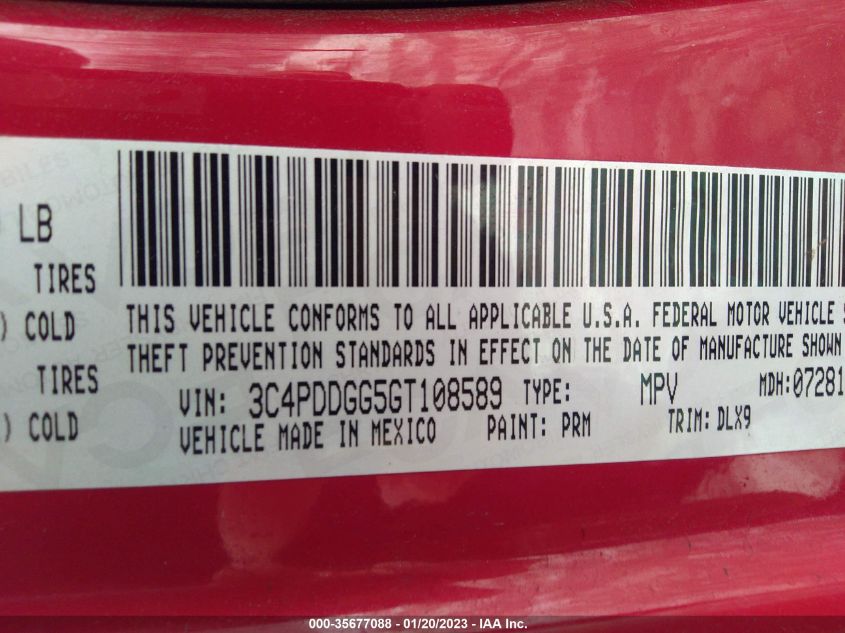 LB
TIRES
) COLD
TIRES
) COLD
THIS VEHICLE CONFORMS TO ALL APPLICABLE U.S.A. FEDERAL MOTOR VEHICLE S
THEFT PREVENTION STANDARDS IN EFFECT ON THE DATE OF MANUFACTURE SHOWN
VIN: 3C4PDDGG5GT108589 TYPE: MPV MDH:07281
VEHICLE MADE IN MEXICO PAINT: PRM TRIM: DLX9
000-35677088 - 01/20/2023 - IAA Inc.